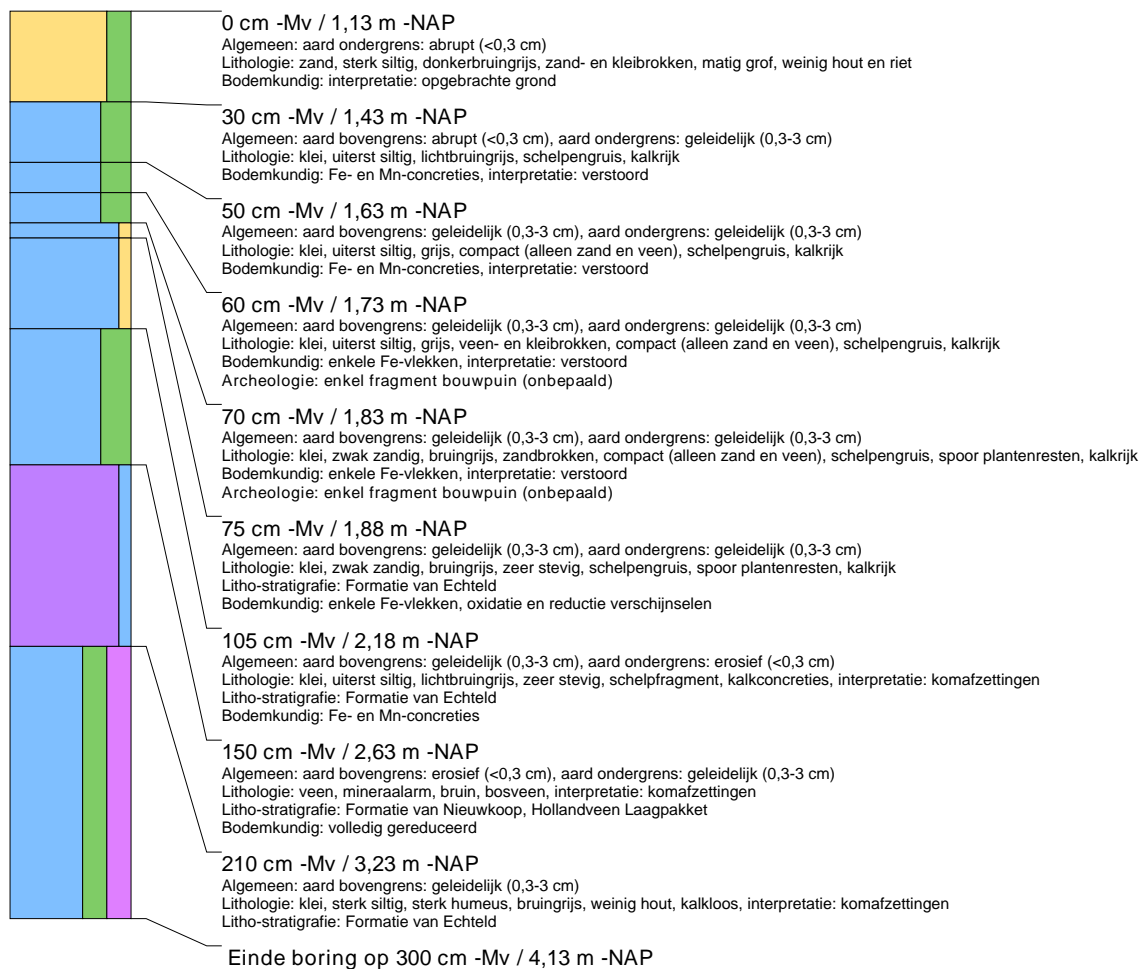 0 cm -Mv / 1,13 m -NAP
Algemeen: aard ondergrens: abrupt (<0,3 cm)
Lithologie: zand, sterk siltig, donkerbruingrijs, zand- en kleibrokken, matig grof, weinig hout en riet
Bodemkundig: interpretatie: opgebrachte grond
30 cm -Mv / 1,43 m -NAP
Algemeen: aard bovengrens: abrupt (<0,3 cm), aard ondergrens: geleidelijk (0,3-3 cm)
Lithologie: klei, uiterst siltig, lichtbruingrijs, schelpengruis, kalkrijk
Bodemkundig: Fe- en Mn-concreties, interpretatie: verstoord
50 cm -Mv / 1,63 m -NAP
Algemeen: aard bovengrens: geleidelijk (0,3-3 cm), aard ondergrens: geleidelijk (0,3-3 cm)
Lithologie: klei, uiterst siltig, grijs, compact (alleen zand en veen), schelpengruis, kalkrijk
Bodemkundig: Fe- en Mn-concreties, interpretatie: verstoord
60 cm -Mv / 1,73 m -NAP
Algemeen: aard bovengrens: geleidelijk (0,3-3 cm), aard ondergrens: geleidelijk (0,3-3 cm)
Lithologie: klei, uiterst siltig, grijs, veen- en kleibrokken, compact (alleen zand en veen), schelpengruis, kalkrijk
Bodemkundig: enkele Fe-vlekken, interpretatie: verstoord
Archeologie: enkel fragment bouwpuin (onbepaald)
70 cm -Mv / 1,83 m -NAP
Algemeen: aard bovengrens: geleidelijk (0,3-3 cm), aard ondergrens: geleidelijk (0,3-3 cm)
Lithologie: klei, zwak zandig, bruingrijs, zandbrokken, compact (alleen zand en veen), schelpengruis, spoor plantenresten, kalkrijk
Bodemkundig: enkele Fe-vlekken, interpretatie: verstoord
Archeologie: enkel fragment bouwpuin (onbepaald)
75 cm -Mv / 1,88 m -NAP
Algemeen: aard bovengrens: geleidelijk (0,3-3 cm), aard ondergrens: geleidelijk (0,3-3 cm)
Lithologie: klei, zwak zandig, bruingrijs, zeer stevig, schelpengruis, spoor plantenresten, kalkrijk
Litho-stratigrafie: Formatie van Echteld
Bodemkundig: enkele Fe-vlekken, oxidatie en reductie verschijnselen
105 cm -Mv / 2,18 m -NAP
Algemeen: aard bovengrens: geleidelijk (0,3-3 cm), aard ondergrens: erosief (<0,3 cm)
Lithologie: klei, uiterst siltig, lichtbruingrijs, zeer stevig, schelpfragment, kalkconcreties, interpretatie: komafzettingen
Litho-stratigrafie: Formatie van Echteld
Bodemkundig: Fe- en Mn-concreties
150 cm -Mv / 2,63 m -NAP
Algemeen: aard bovengrens: erosief (<0,3 cm), aard ondergrens: geleidelijk (0,3-3 cm)
Lithologie: veen, mineraalarm, bruin, bosveen, interpretatie: komafzettingen
Litho-stratigrafie: Formatie van Nieuwkoop, Hollandveen Laagpakket
Bodemkundig: volledig gereduceerd
210 cm -Mv / 3,23 m -NAP
Algemeen: aard bovengrens: geleidelijk (0,3-3 cm)
Lithologie: klei, sterk siltig, sterk humeus, bruingrijs, weinig hout, kalkloos, interpretatie: komafzettingen
Litho-stratigrafie: Formatie van Echteld
Einde boring op 300 cm -Mv / 4,13 m -NAP